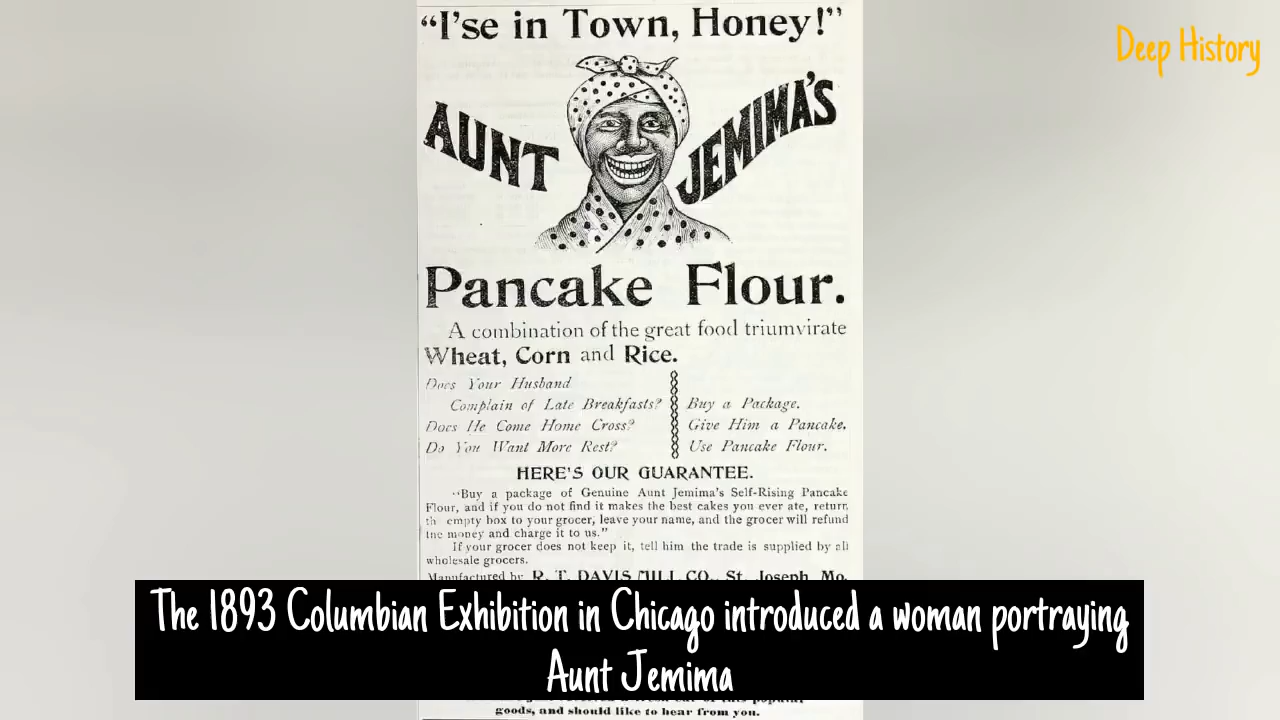 "I'se in Town, Honey!"
Deep History
AUNT JEMIMA'S
Pancake Flour.
A combination of the great food triumvirate
Wheat, Corn and Rice.
Does Your Husband
Complain of Late Breakfasts? Buy a Package.
Does He Come Home Cross? Give Him a Pancake.
Do You Want More Rest? Use Pancake Flour.
HERE'S OUR GUARANTEE.
"Buy a package of Genuine Aunt Jemima's Self-Rising Pancake
Flour, and if you do not find it makes the best cakes you ever ate, return
the empty box to your grocer, leave your name, and the grocer will refund
the money and charge it to us."
If your grocer does not keep it, tell him the trade is supplied by all
wholesale grocers.
Manufactured by R. T. DAVIS MILL CO., St. Joseph, Mo.
The 1893 Columbian Exhibition in Chicago introduced a woman portraying
Aunt Jemima
goods, and should like to hear from you.